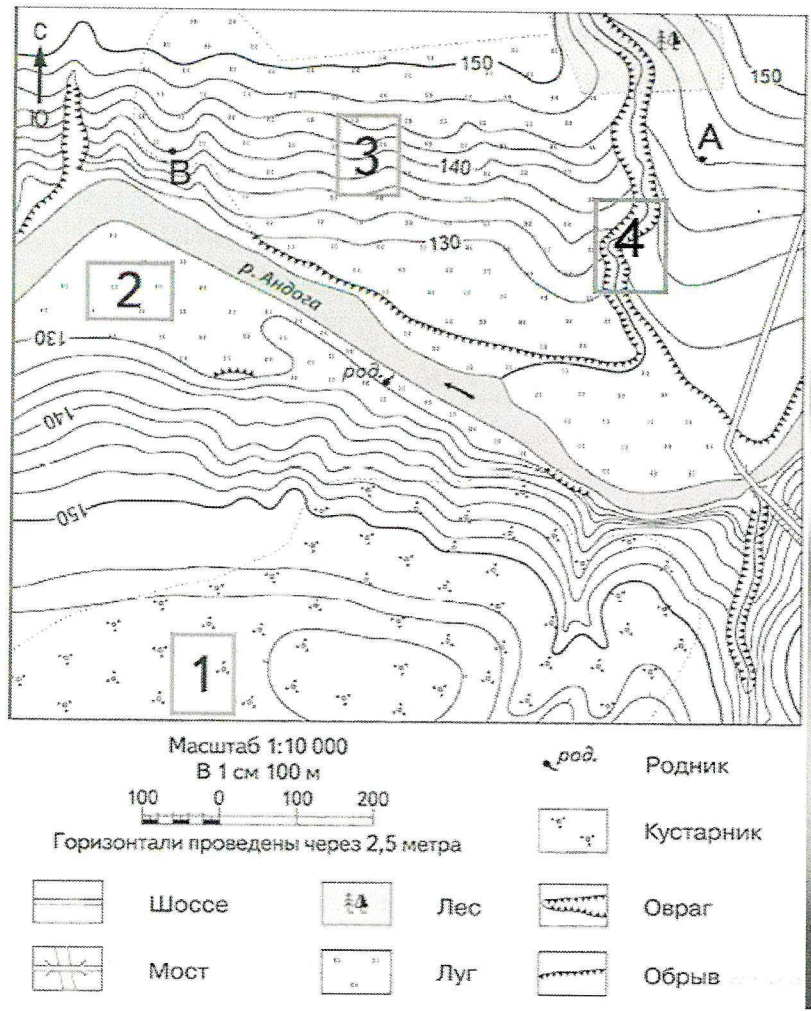 С
Ю
150
150
А
В
3
140
4
130
2
р. Андога
130
род.
140
150
1
Масштаб 1:10 000
В 1 см 100 м
100 0 100 200
Горизонтали проведены через 2,5 метра
род. Родник
Кустарник
Шоссе
Лес
Овраг
Мост
Луг
Обрыв